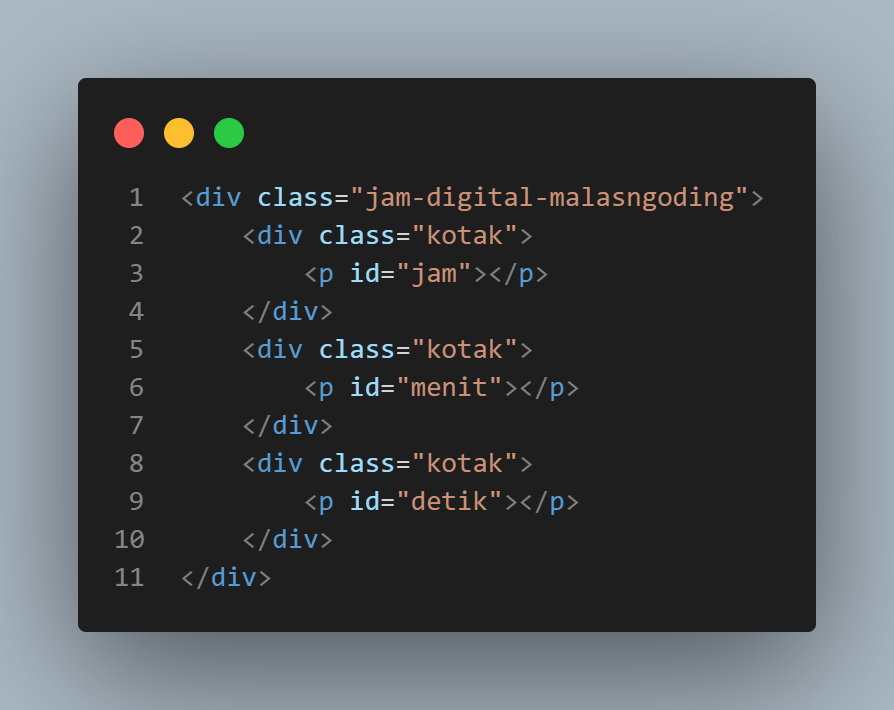 1 <div class="jam-digital-malasngoding">
2     <div class="kotak">
3         <p id="jam"></p>
4     </div>
5     <div class="kotak">
6         <p id="menit"></p>
7     </div>
8     <div class="kotak">
9         <p id="detik"></p>
10     </div>
11 </div>